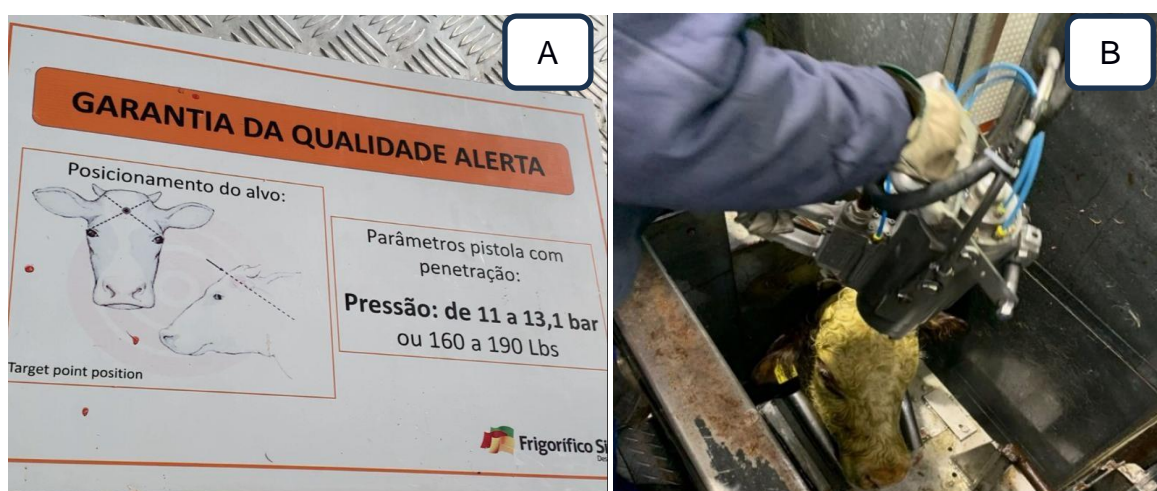 A
GARANTIA DA QUALIDADE ALERTA
Posicionamento do alvo:
Parâmetros pistola com
penetração:
Pressão: de 11 a 13,1 bar
ou 160 a 190 Lbs
Target point position
Frigorífico
B